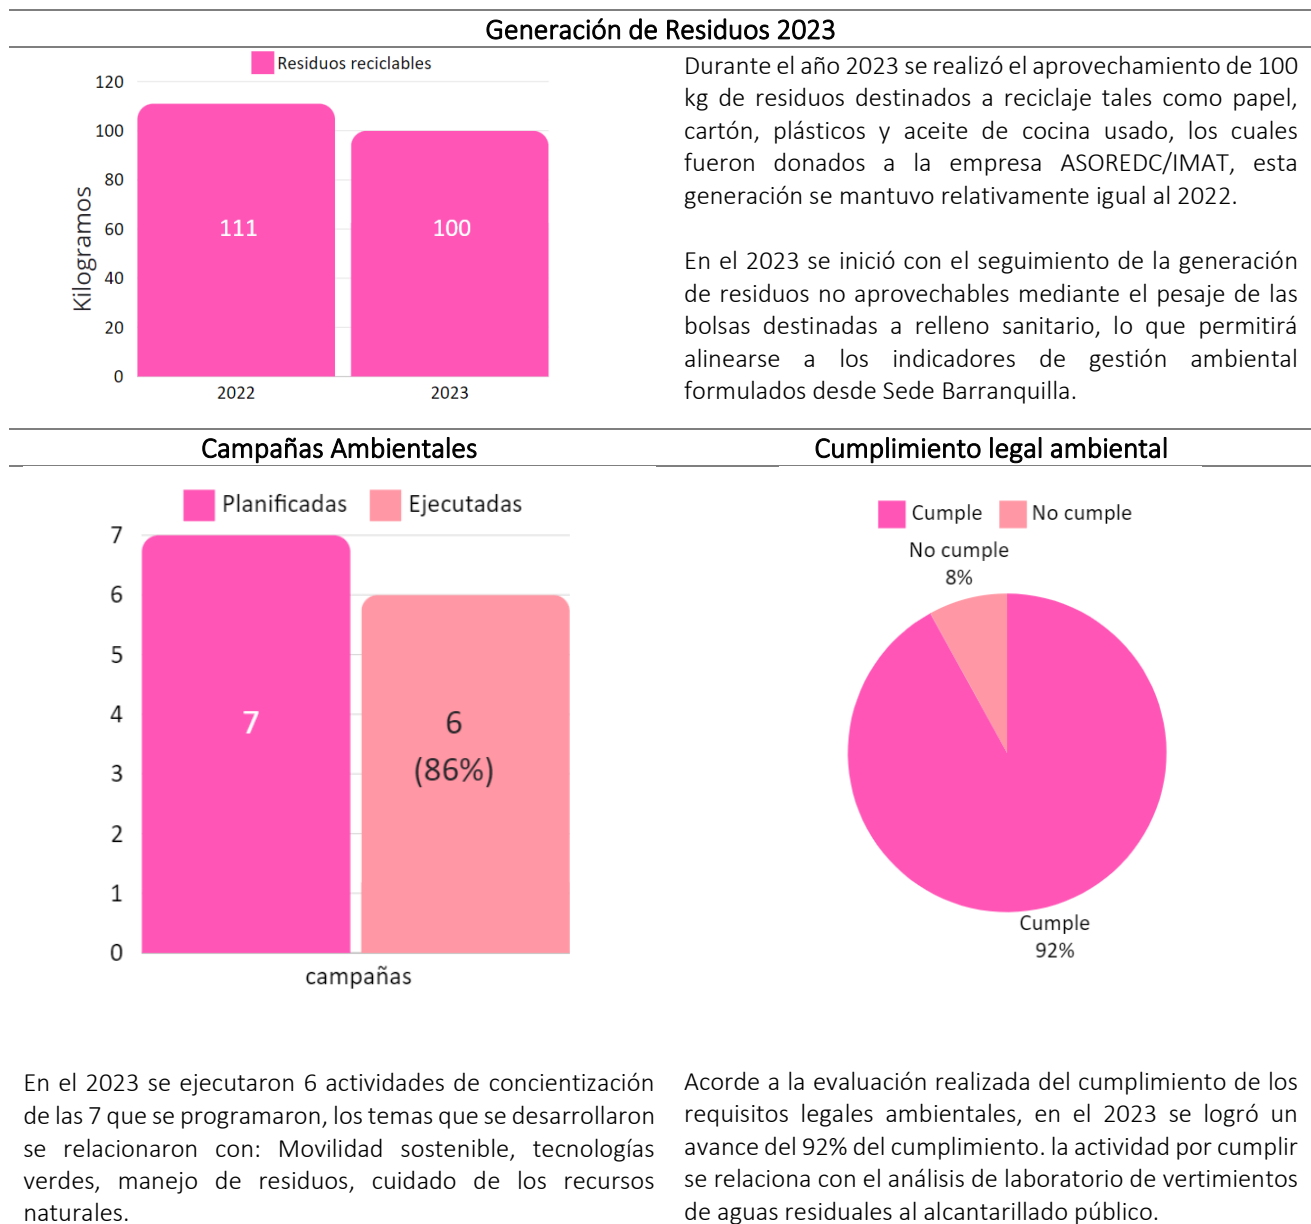 Generación de Residuos 2023
Residuos reciclables
120
100
80
60
40
20
0
Kilogramos
111
100
2022
2023
Durante el año 2023 se realizó el aprovechamiento de 100
kg de residuos destinados a reciclaje tales como papel,
cartón, plásticos y aceite de cocina usado, los cuales
fueron donados a la empresa ASOREDC/IMAT, esta
generación se mantuvo relativamente igual al 2022.
En el 2023 se inició con el seguimiento de la generación
de residuos no aprovechables mediante el pesaje de las
bolsas destinadas a relleno sanitario, lo que permitirá
alinearse a los indicadores de gestión ambiental
formulados desde Sede Barranquilla.
Campañas Ambientales
Planificadas
Ejecutadas
7
6
5
4
3
2
1
0
7
6
(86%)
campañas
En el 2023 se ejecutaron 6 actividades de concientización
de las 7 que se programaron, los temas que se desarrollaron
se relacionaron con: Movilidad sostenible, tecnologías
verdes, manejo de residuos, cuidado de los recursos
naturales.
Cumplimiento legal ambiental
Cumple
No cumple
No cumple
8%
Cumple
92%
Acorde a la evaluación realizada del cumplimiento de los
requisitos legales ambientales, en el 2023 se logró un
avance del 92% del cumplimiento. la actividad por cumplir
se relaciona con el análisis de laboratorio de vertimientos
de aguas residuales al alcantarillado público.